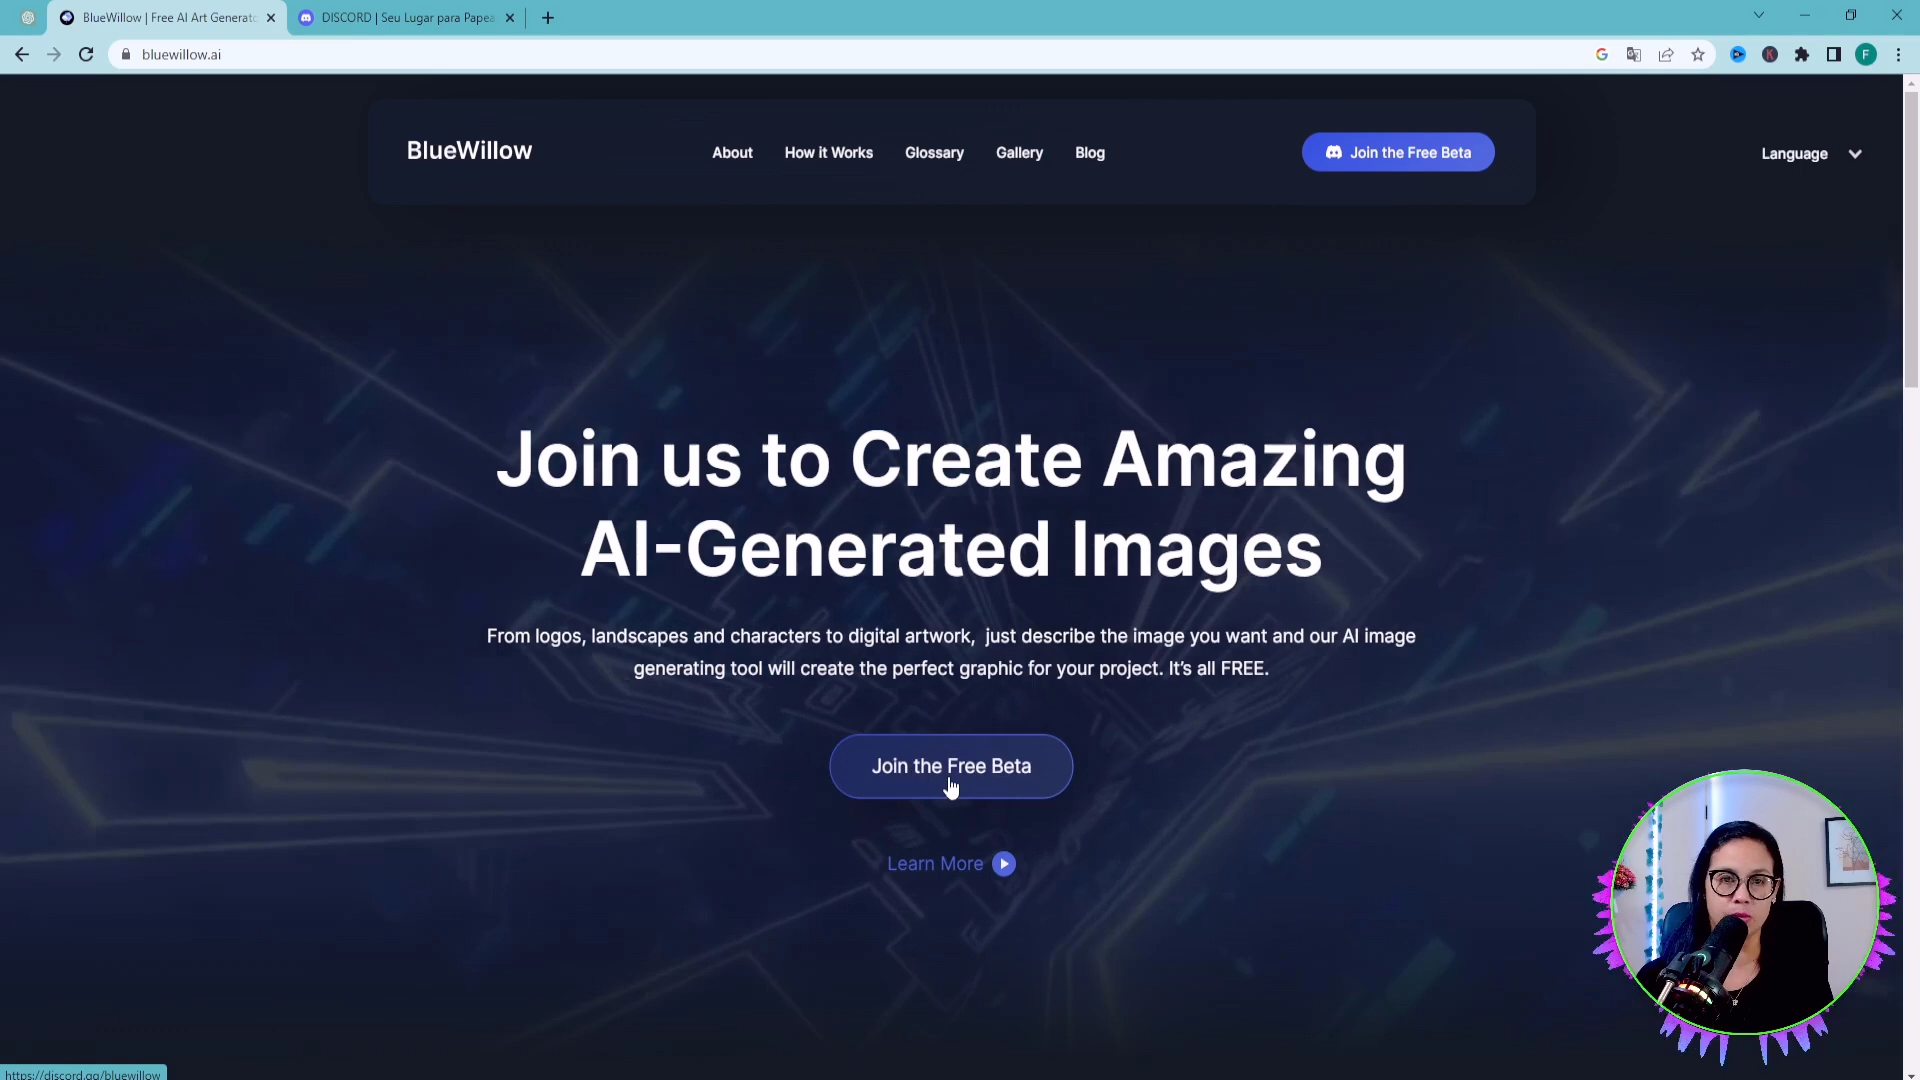 BlueWillow | Free AI Art Generato
DISCORD | Seu Lugar para Papea
bluewillow.ai
F
BlueWillow
About
How it Works
Glossary
Gallery
Blog
Join the Free Beta
Language
Join us to Create Amazing
AI-Generated Images
From logos, landscapes and characters to digital artwork, just describe the image you want and our AI image
generating tool will create the perfect graphic for your project. It's all FREE.
Join the Free Beta
Learn More
https://discord.gg/bluewillow